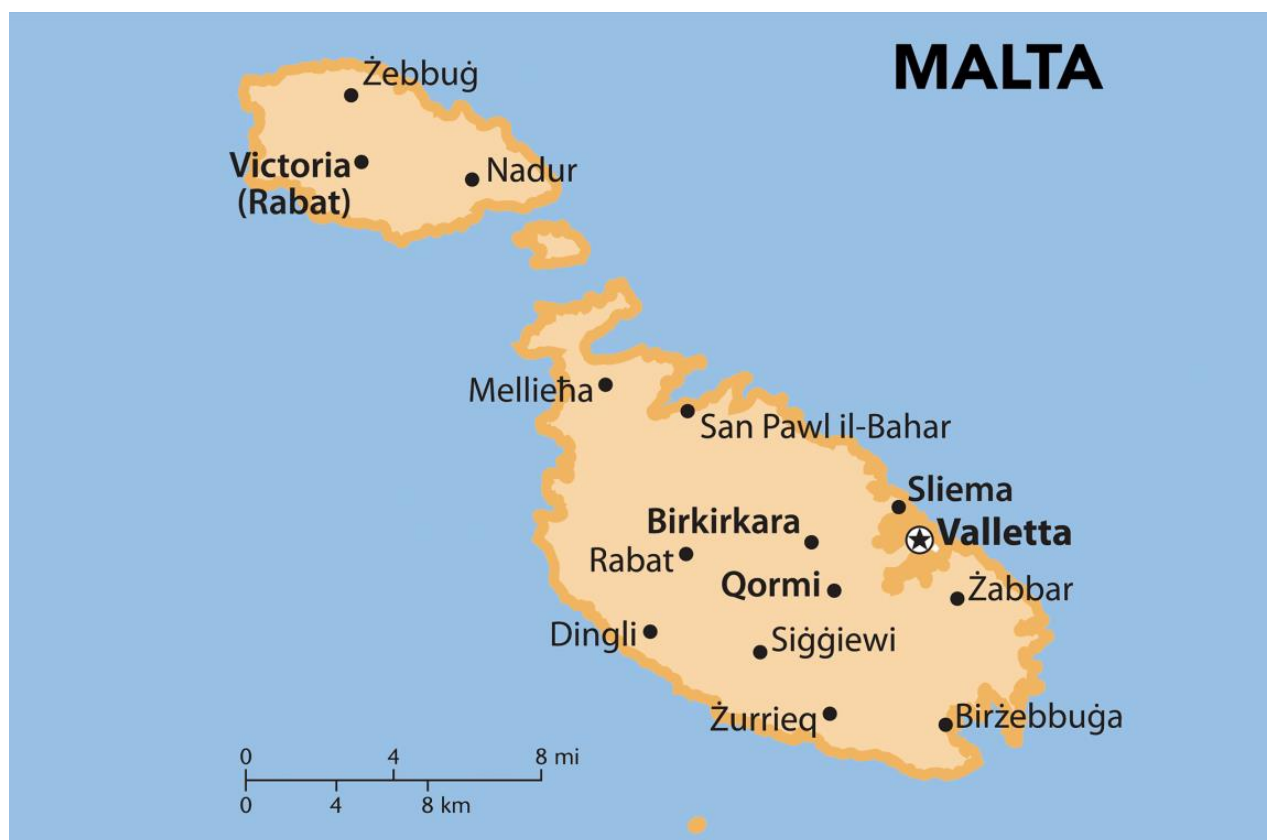 MALTA
Żebbuġ
Victoria
(Rabat)
Nadur
Mellieħa
San Pawl il-Bahar
Sliema
Birkirkara
Valletta
Rabat
Qormi
Żabbar
Dingli
Siġġiewi
Żurrieq
Birżebbuġa
0 4 8 mi
0 4 8 km